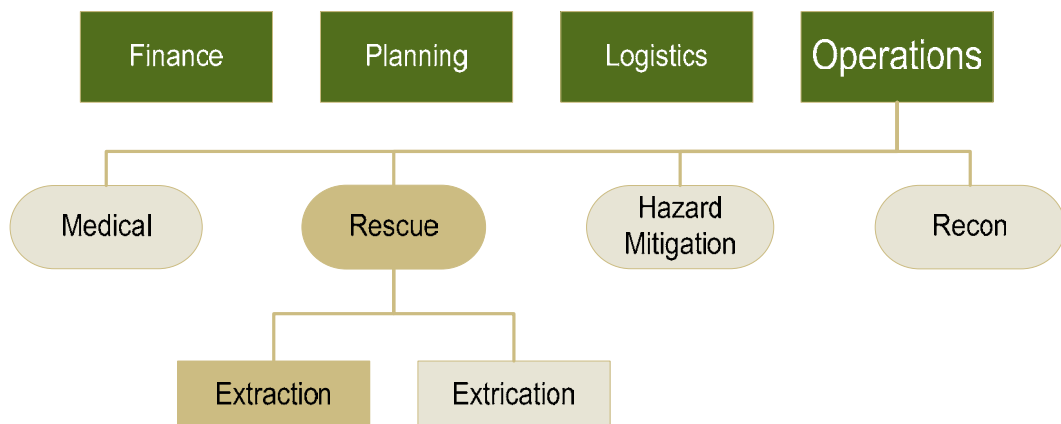 Finance
Planning
Logistics
Operations
Medical
Rescue
Hazard
Mitigation
Recon
Extraction
Extrication